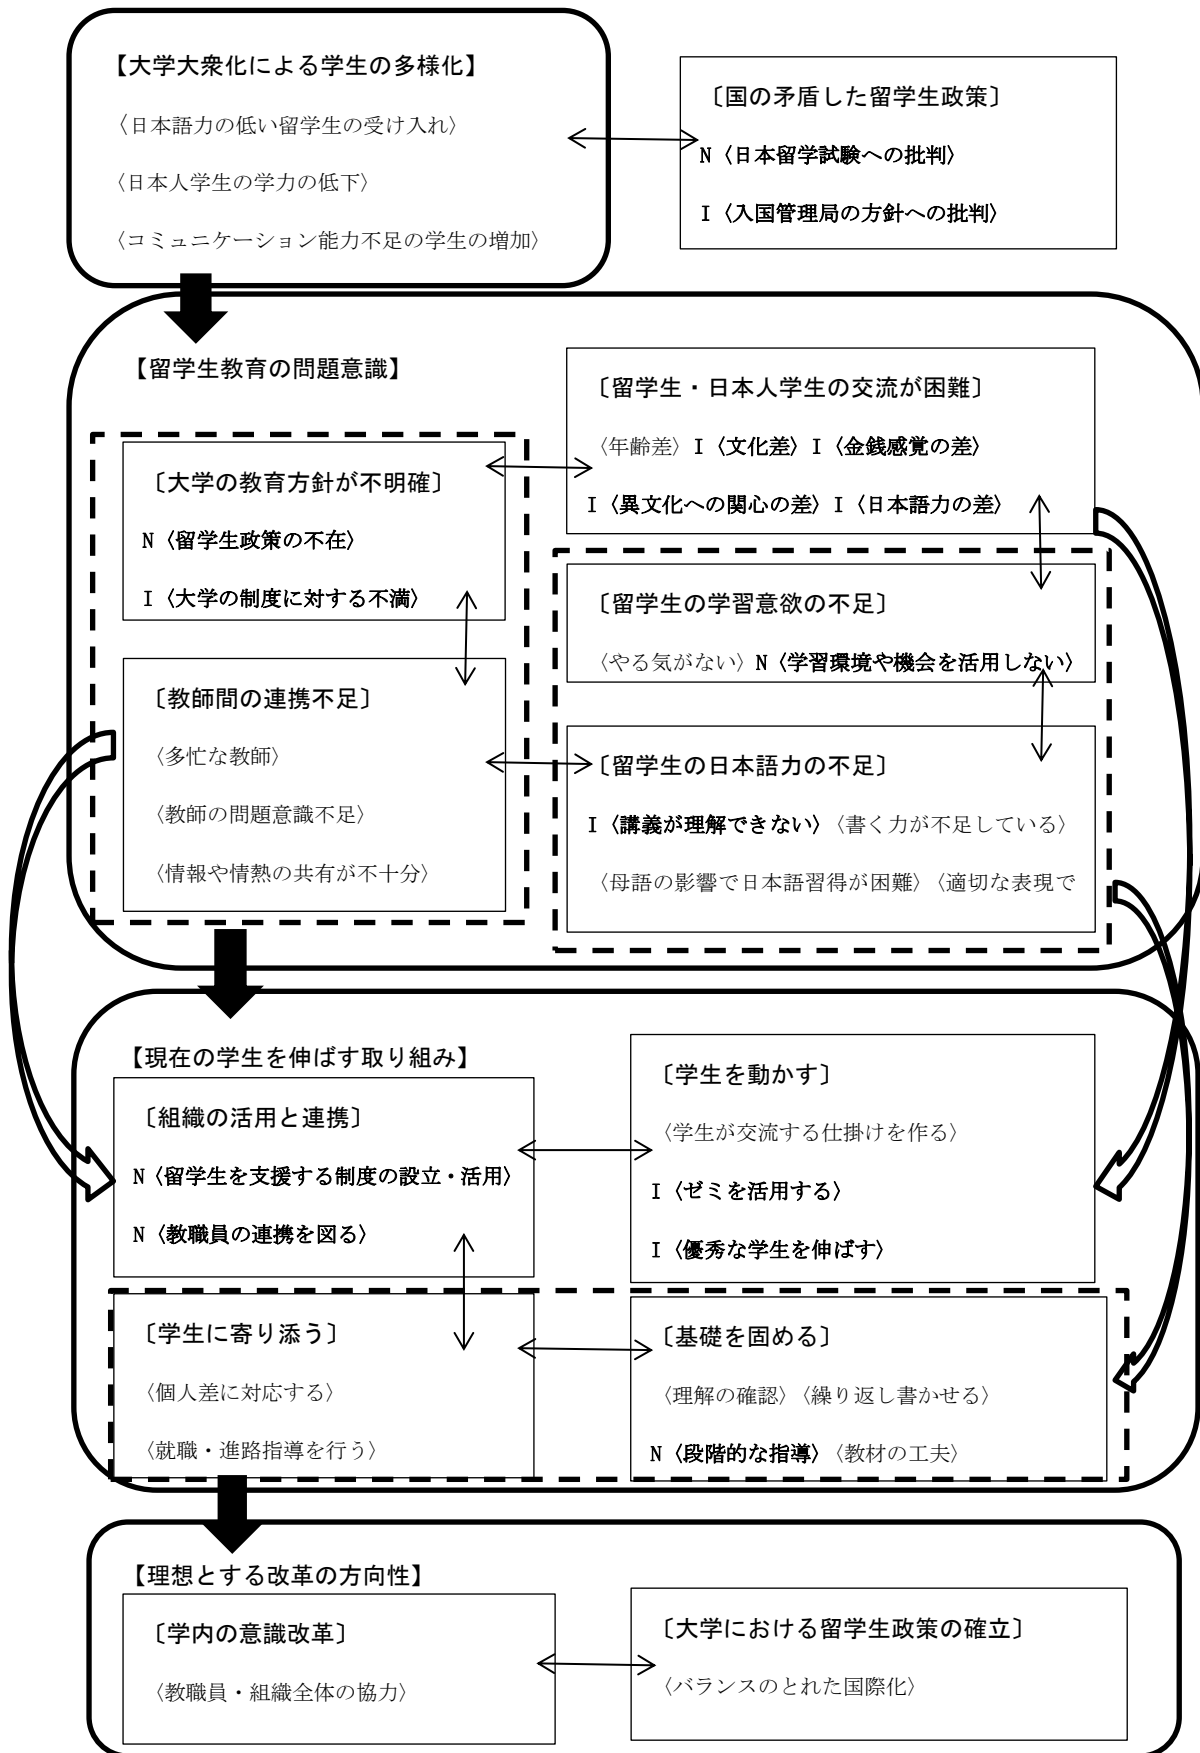 【大学大衆化による学生の多様化】
〈日本語力の低い留学生の受け入れ〉
〈日本人学生の学力の低下〉
〈コミュニケーション能力不足の学生の増加〉
〔国の矛盾した留学生政策〕
N〈日本留学試験への批判〉
I〈入国管理局の方針への批判〉
【留学生教育の問題意識】
〔大学の教育方針が不明確〕
N〈留学生政策の不在〉
I〈大学の制度に対する不満〉
〔教師間の連携不足〕
〈多忙な教師〉
〈教師の問題意識不足〉
〈情報や情熱の共有が不十分〉
〔留学生・日本人学生の交流が困難〕
〈年齢差〉I〈文化差〉I〈金銭感覚の差〉
I〈異文化への関心の差〉I〈日本語力の差〉
〔留学生の学習意欲の不足〕
〈やる気がない〉N〈学習環境や機会を活用しない〉
〔留学生の日本語力の不足〕
I〈講義が理解できない〉〈書く力が不足している〉
〈母語の影響で日本語習得が困難〉〈適切な表現で
【現在の学生を伸ばす取り組み】
〔組織の活用と連携〕
N〈留学生を支援する制度の設立・活用〉
N〈教職員の連携を図る〉
〔学生を動かす〕
〈学生が交流する仕掛けを作る〉
I〈ゼミを活用する〉
I〈優秀な学生を伸ばす〉
〔学生に寄り添う〕
〈個人差に対応する〉
〈就職・進路指導を行う〉
〔基礎を固める〕
〈理解の確認〉〈繰り返し書かせる〉
N〈段階的な指導〉〈教材の工夫〉
【理想とする改革の方向性】
〔学内の意識改革〕
〈教職員・組織全体の協力〉
〔大学における留学生政策の確立〕
〈バランスのとれた国際化〉